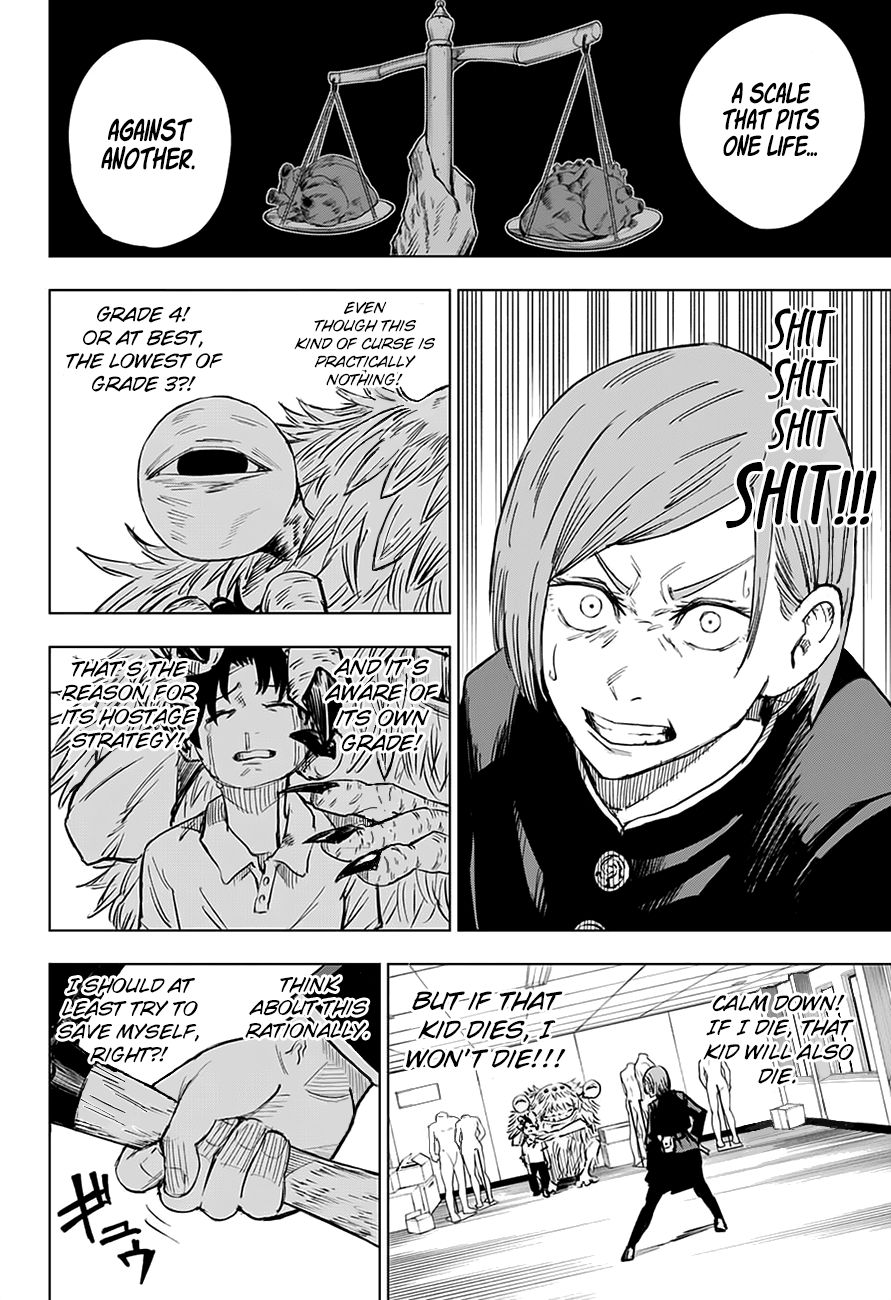 A SCALE
THAT PITS
ONE LIFE...
AGAINST
ANOTHER.
SHIT
SHIT
SHIT
SHIT!!!
EVEN
THOUGH THIS
KIND OF CURSE IS
PRACTICALLY
NOTHING!
GRADE 4!
OR AT BEST,
THE LOWEST OF
GRADE 3?!
AND IT'S
AWARE OF
ITS OWN
GRADE!
THAT'S THE
REASON FOR
ITS HOSTAGE
STRATEGY!
CALM DOWN!
IF I DIE, THAT
KID WILL ALSO
DIE.
BUT IF THAT
KID DIES, I
WON'T DIE!!!
THINK
ABOUT THIS
RATIONALLY.
I SHOULD AT
LEAST TRY TO
SAVE MYSELF,
RIGHT?!
ギュウ